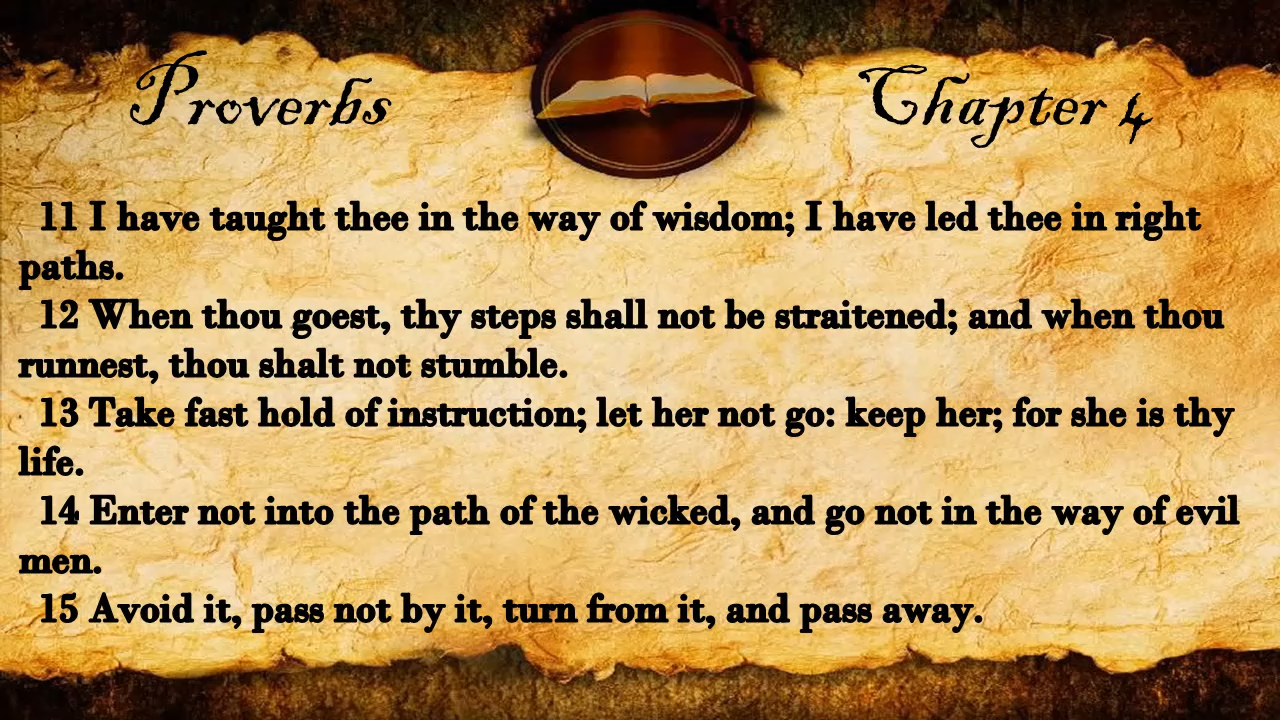 Proverbs Chapter 4
11 I have taught thee in the way of wisdom; I have led thee in right
paths.
12 When thou goest, thy steps shall not be straitened; and when thou
runnest, thou shalt not stumble.
13 Take fast hold of instruction; let her not go: keep her; for she is thy
life.
14 Enter not into the path of the wicked, and go not in the way of evil
men.
15 Avoid it, pass not by it, turn from it, and pass away.